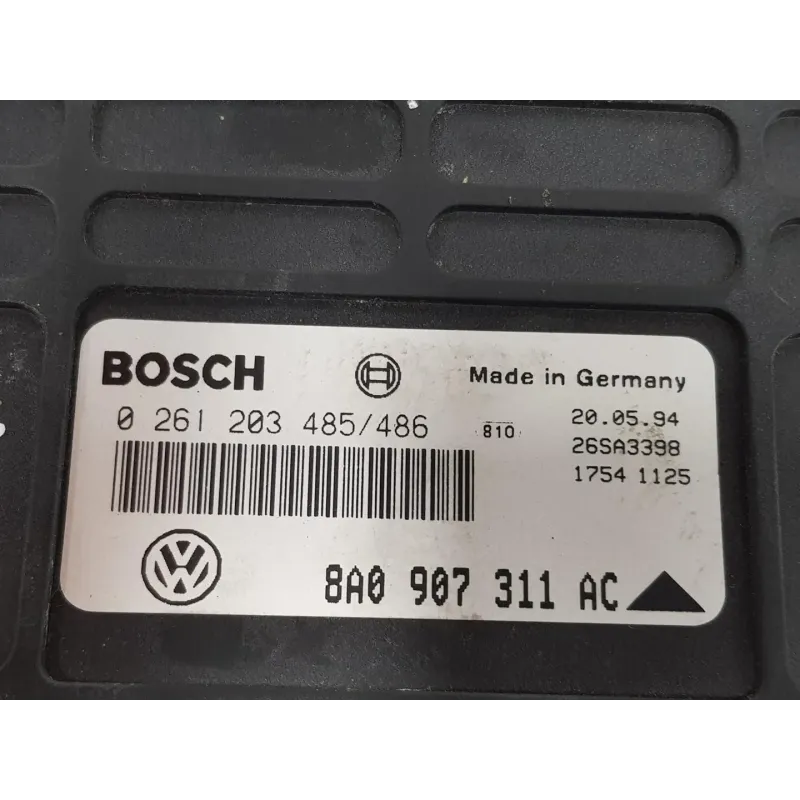 BOSCH Made in Germany
0 261 203 485/486 810 20.05.94
26SA3398
1754 1125
8A0 907 311 AC